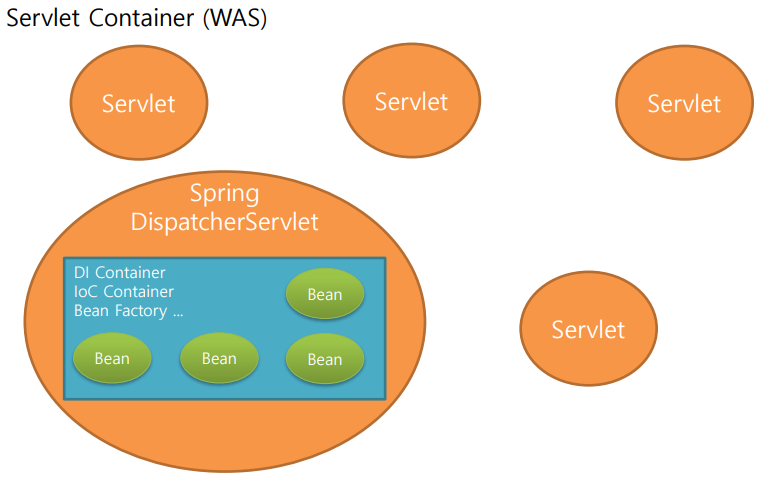 Servlet Container (WAS)
Servlet
Servlet
Servlet
Spring
DispatcherServlet
DI Container
IoC Container
Bean Factory ...
Bean
Bean
Bean
Bean
Servlet